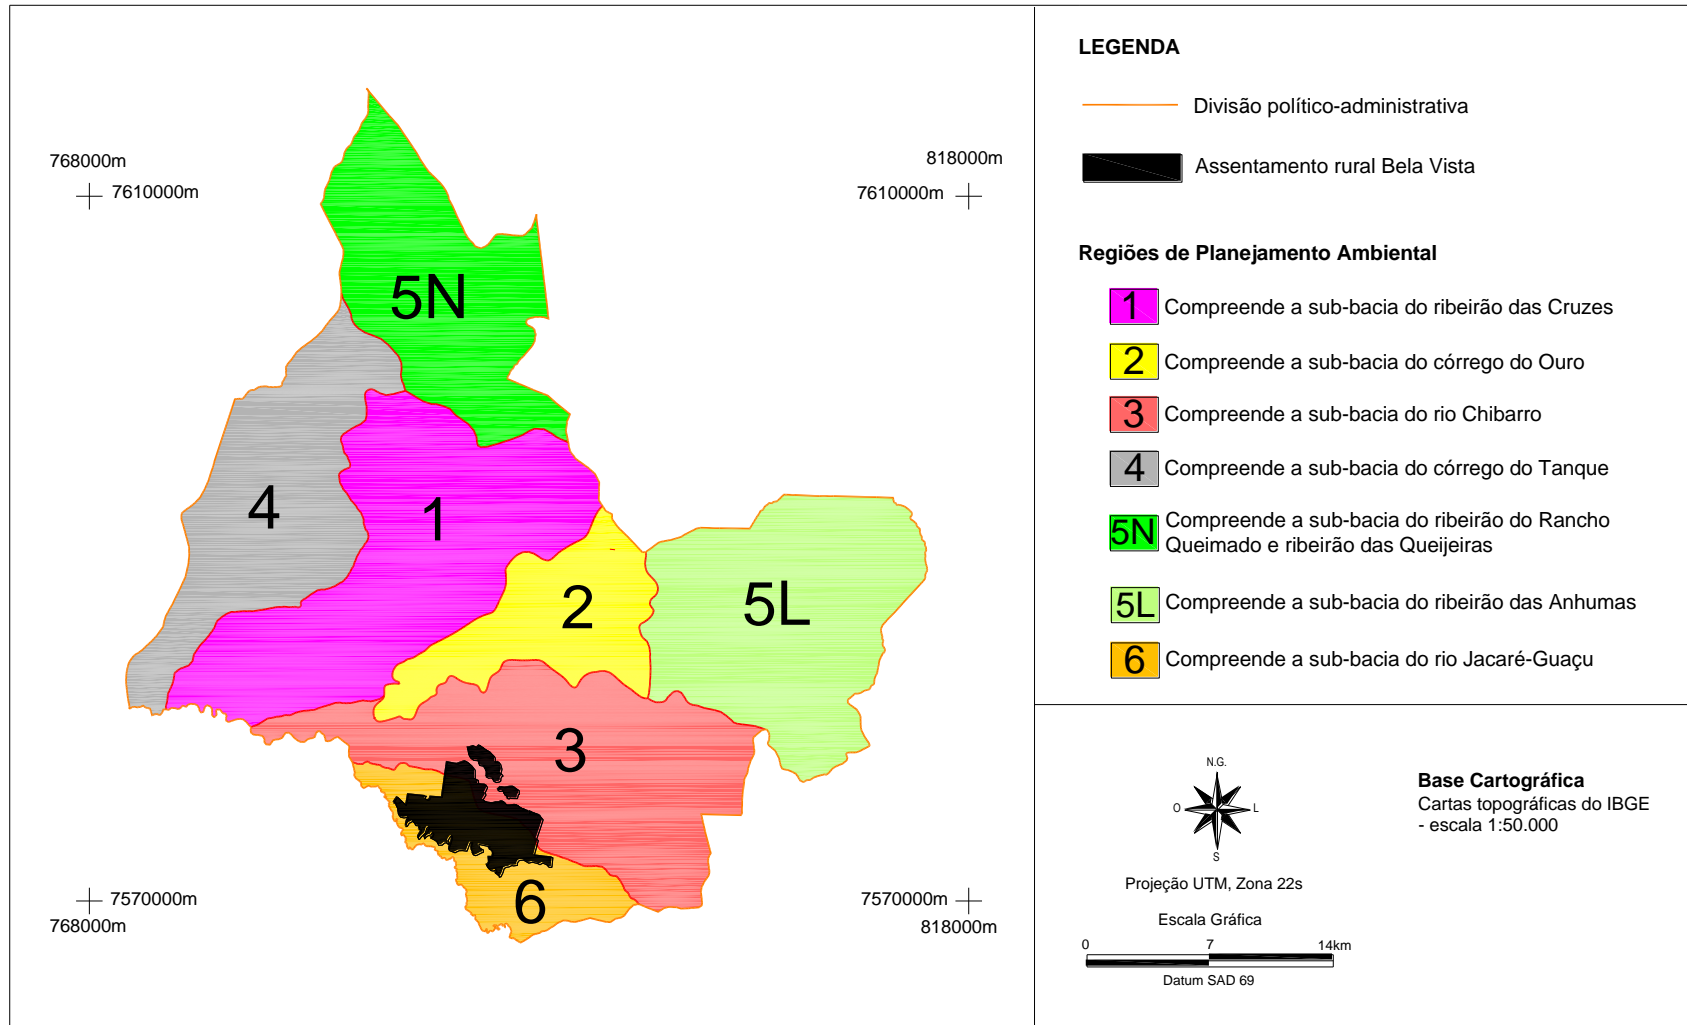 768000m
7610000m
818000m
7610000m
5N
4
1
2
5L
3
6
7570000m
768000m
7570000m
818000m
LEGENDA
Divisão político-administrativa
Assentamento rural Bela Vista
Regiões de Planejamento Ambiental
1 Compreende a sub-bacia do ribeirão das Cruzes
2 Compreende a sub-bacia do córrego do Ouro
3 Compreende a sub-bacia do rio Chibarro
4 Compreende a sub-bacia do córrego do Tanque
5N Compreende a sub-bacia do ribeirão do Rancho
Queimado e ribeirão das Queijeiras
5L Compreende a sub-bacia do ribeirão das Anhumas
6 Compreende a sub-bacia do rio Jacaré-Guaçu
N.G.
O
L
S
Projeção UTM, Zona 22s
Escala Gráfica
0 7 14km
Datum SAD 69
Base Cartográfica
Cartas topográficas do IBGE
- escala 1:50.000